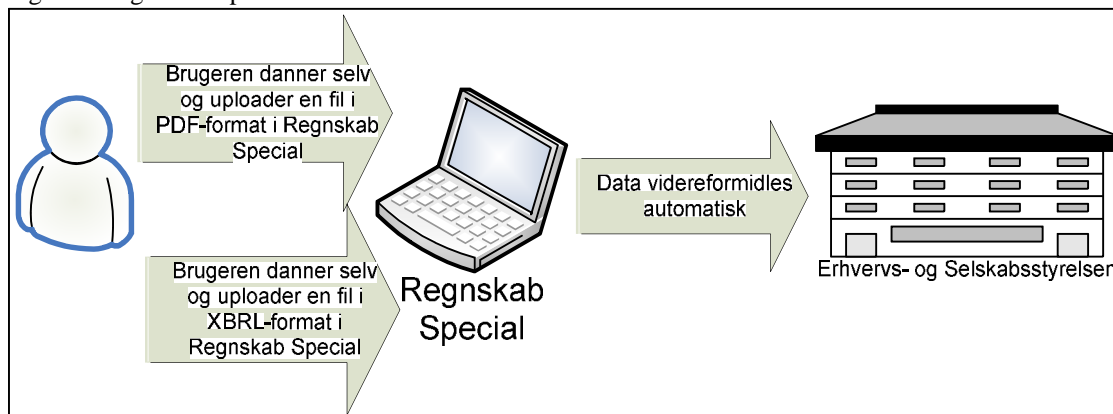 Brugeren danner selv
og uploader en fil i
PDF-format i Regnskab
Special
Brugeren danner selv
og uploader en fil i
XBRL-format i
Regnskab Special
Regnskab
Special
Data videreformidles
automatisk
Erhvervs- og Selskabsstyrelsen